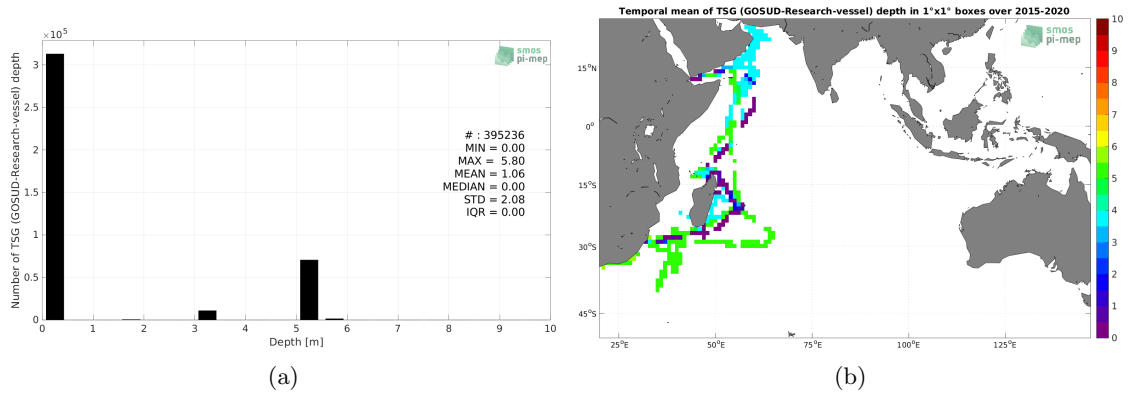 × 10⁵
3
2.5
2
1.5
1
0.5
0
0 1 2 3 4 5 6 7 8 9 10
Number of TSG (GOSUD-Research-vessel) depth
Depth [m]
smos
pi-mep
# : 395236
MIN = 0.00
MAX = 5.80
MEAN = 1.06
MEDIAN = 0.00
STD = 2.08
IQR = 0.00
(a)
Temporal mean of TSG (GOSUD-Research-vessel) depth in 1°x1° boxes over 2015-2020
smos
pi-mep
15°N
0°
15°S
30°S
45°S
25°E 50°E 75°E 100°E 125°E
10
9
8
7
6
5
4
3
2
1
0
(b)